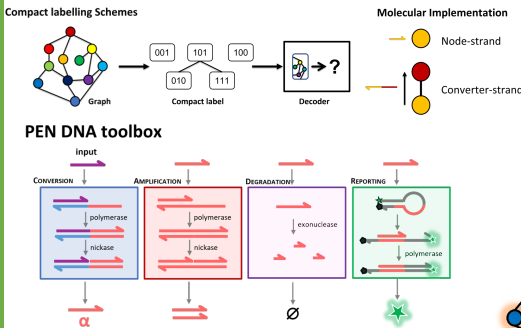 Compact labelling Schemes
Graph
001 101 100
010 111
Compact label
?
Decoder
Molecular Implementation
Node-strand
Converter-strand
PEN DNA toolbox
input
CONVERSION
polymerase
nickase
α
AMPLIFICATION
polymerase
nickase
DEGRADATION
exonuclease
Ø
REPORTING
polymerase